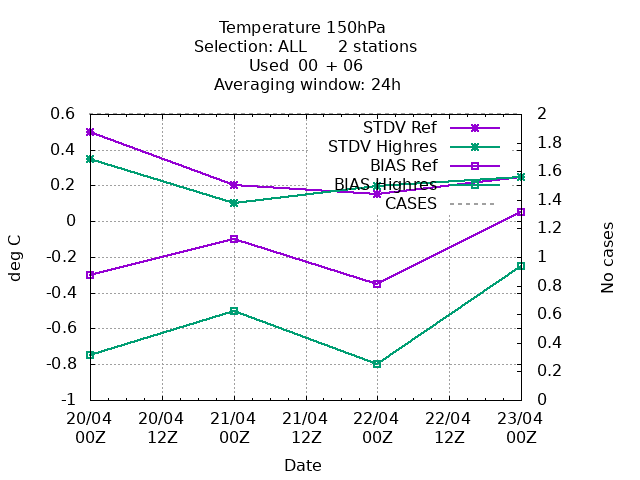 Temperature 150hPa
Selection: ALL 2 stations
Used 00 + 06
Averaging window: 24h
0.6
0.4
0.2
0
-0.2
-0.4
-0.6
-0.8
-1
deg C
2
1.8
1.6
1.4
1.2
1
0.8
0.6
0.4
0.2
0
No cases
STDV Ref
STDV Highres
BIAS Ref
BIAS Highres
CASES
20/04 20/04 21/04 21/04 22/04 22/04 23/04
00Z 12Z 00Z 12Z 00Z 12Z 00Z
Date